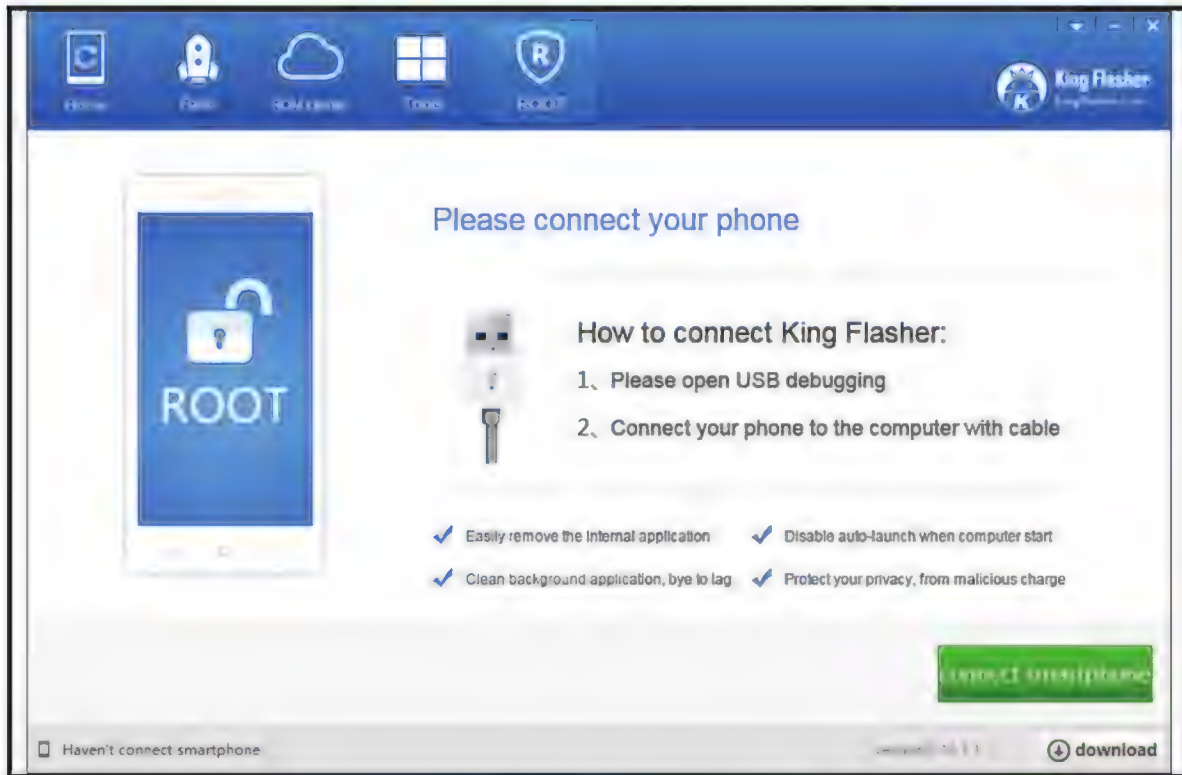 Home
ROOT
King Flasher
Please connect your phone
ROOT
How to connect King Flasher:
1、Please open USB debugging
2、Connect your phone to the computer with cable
Easily remove the Internal application
Disable auto-launch when computer start
Clean background application, bye to lag
Protect your privacy, from malicious charge
connect smartphone
Haven't connect smartphone
download